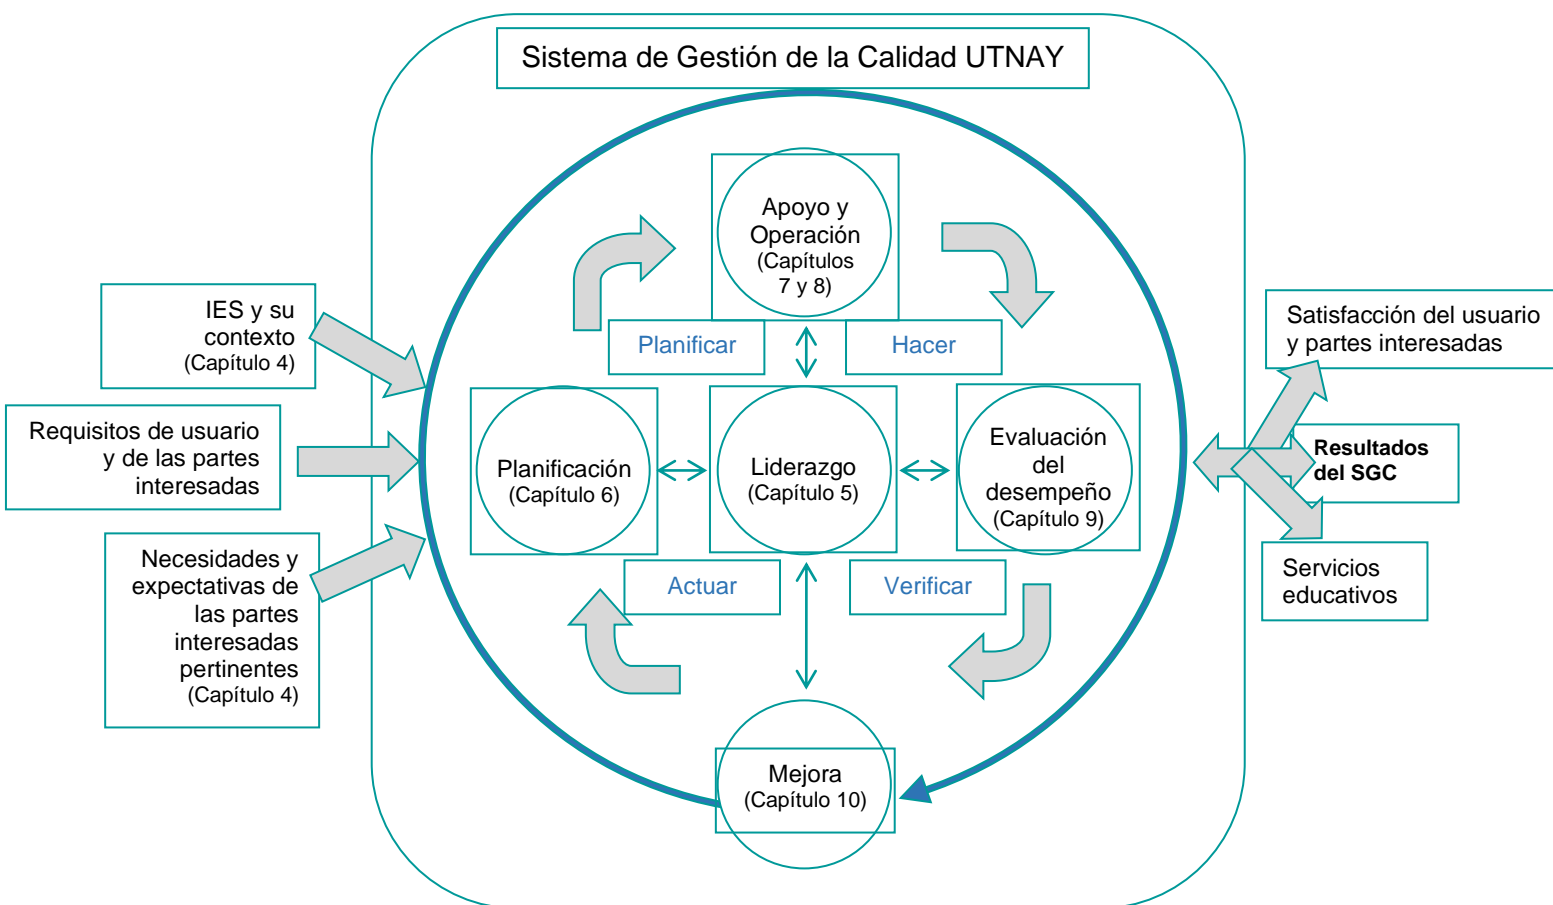 Sistema de Gestión de la Calidad UTNAY
Apoyo y
Operación
(Capítulos
7 y 8)
IES y su
contexto
(Capítulo 4)
Planificar
Hacer
Satisfacción del usuario
y partes interesadas
Requisitos de usuario
y de las partes
interesadas
Planificación
(Capítulo 6)
Liderazgo
(Capítulo 5)
Evaluación
del
desempeño
(Capítulo 9)
Resultados
del SGC
Necesidades y
expectativas de
las partes
interesadas
pertinentes
(Capítulo 4)
Actuar
Verificar
Servicios
educativos
Mejora
(Capítulo 10)